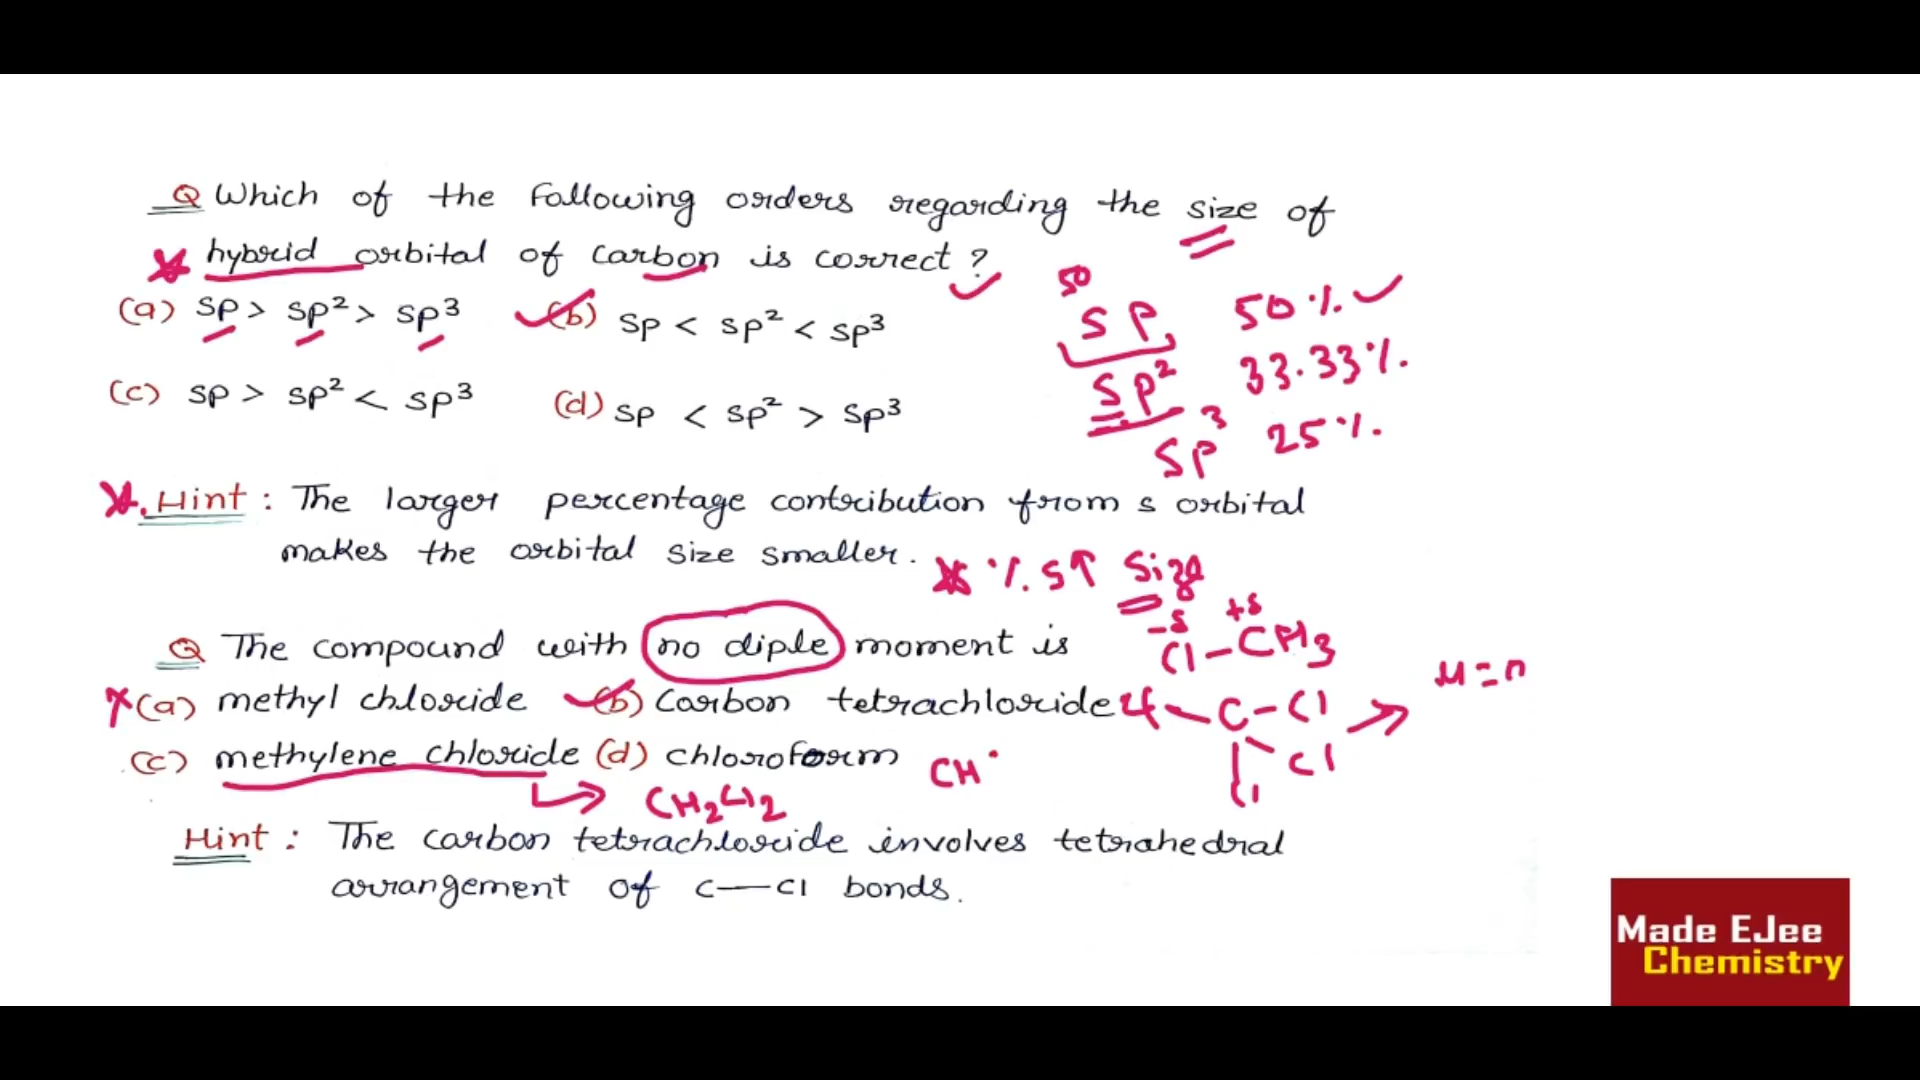 Q Which of the following orders regarding the size of
hybrid orbital of carbon is correct ?
(a) sp > sp² > sp³ (b) sp < sp² < sp³
(c) sp > sp² < sp³ (d) sp < sp² > sp³
50
sp 50 %.
sp² 33.33%.
sp³ 25 %.
Hint : The larger percentage contribution from s orbital
makes the orbital size smaller.
%. s↑ Size
Q The compound with no diple moment is
-δ +δ
Cl-CH3
(a) methyl chloride (b) Carbon tetrachloride
C-Cl
Cl
μ=
(c) methylene chloride (d) chloroform
CH
CH2Cl2
Hint : The carbon tetrachloride involves tetrahedral
arrangement of C—Cl bonds.
Made EJee
Chemistry